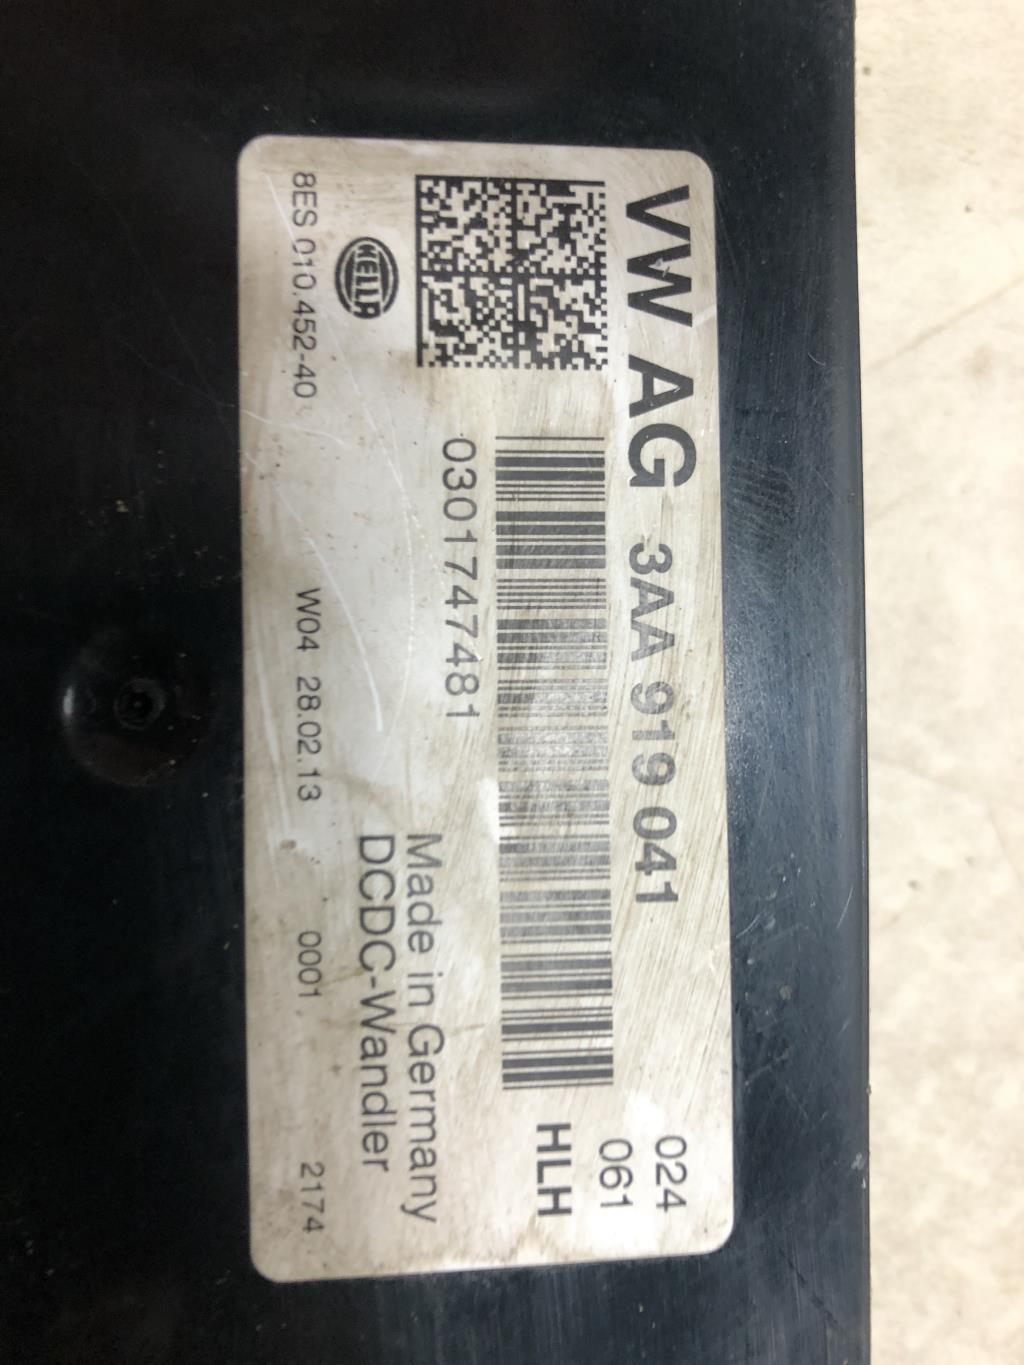 VW AG 3AA 919 041
024
061
HLH
0301747481
Made in Germany
DCDC-Wandler
HELLA
8ES 010.452-40
W04 28.02.13
0001
2174